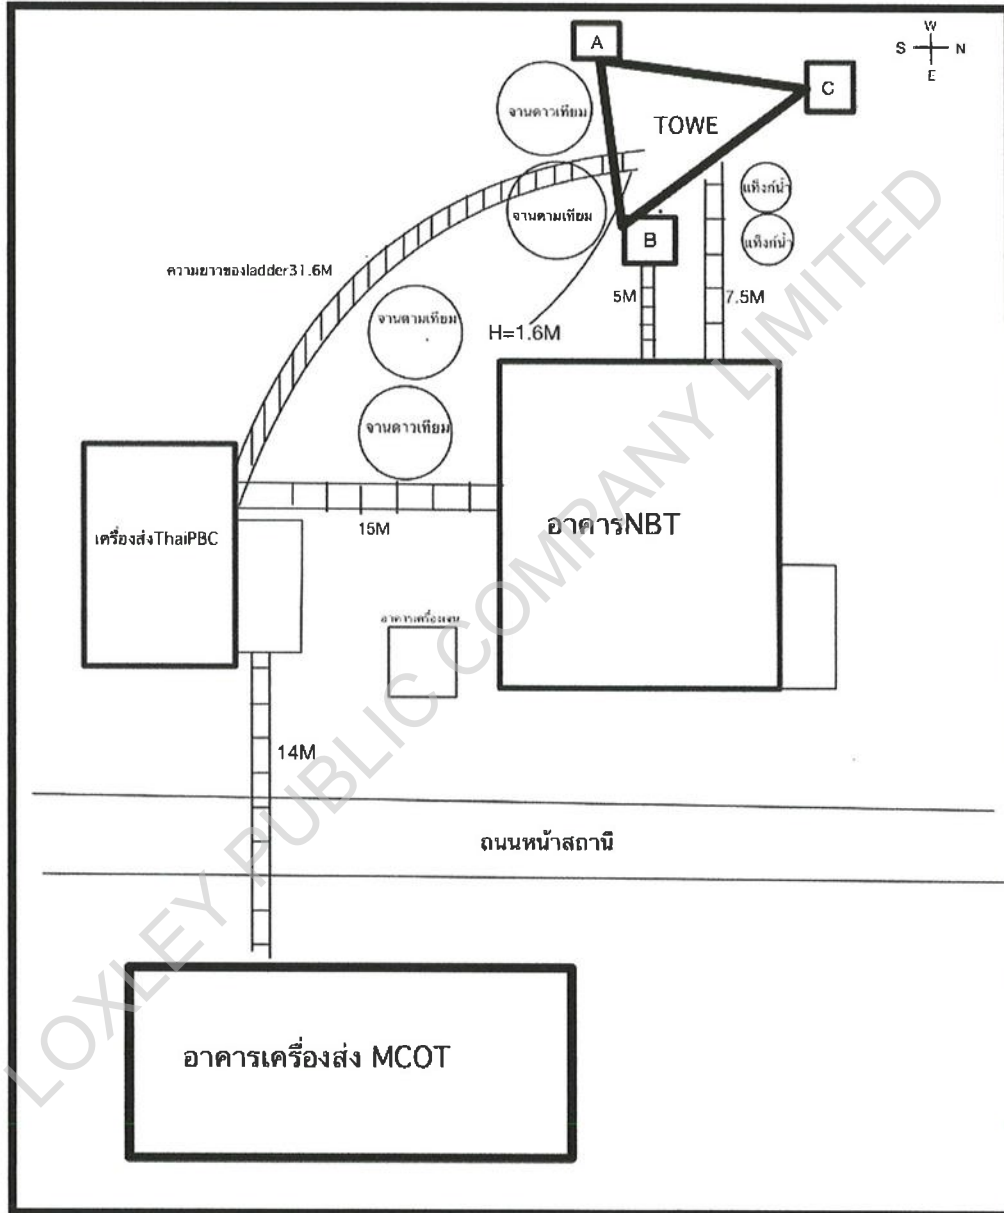 A
W
S N
E
C
จานดาวเทียม
TOWE
แท็งก์น้ำ
จานดามเทียม
B
แท็งก์น้ำ
ความยาวของladder31.6M
5M
7.5M
จานดามเทียม
H=1.6M
จานดาวเทียม
15M
อาคารNBT
เครื่องส่งThaiPBC
14M
ถนนหน้าสถานี
อาคารเครื่องส่ง MCOT
LOXLEY PUBLIC COMPANY LIMITED